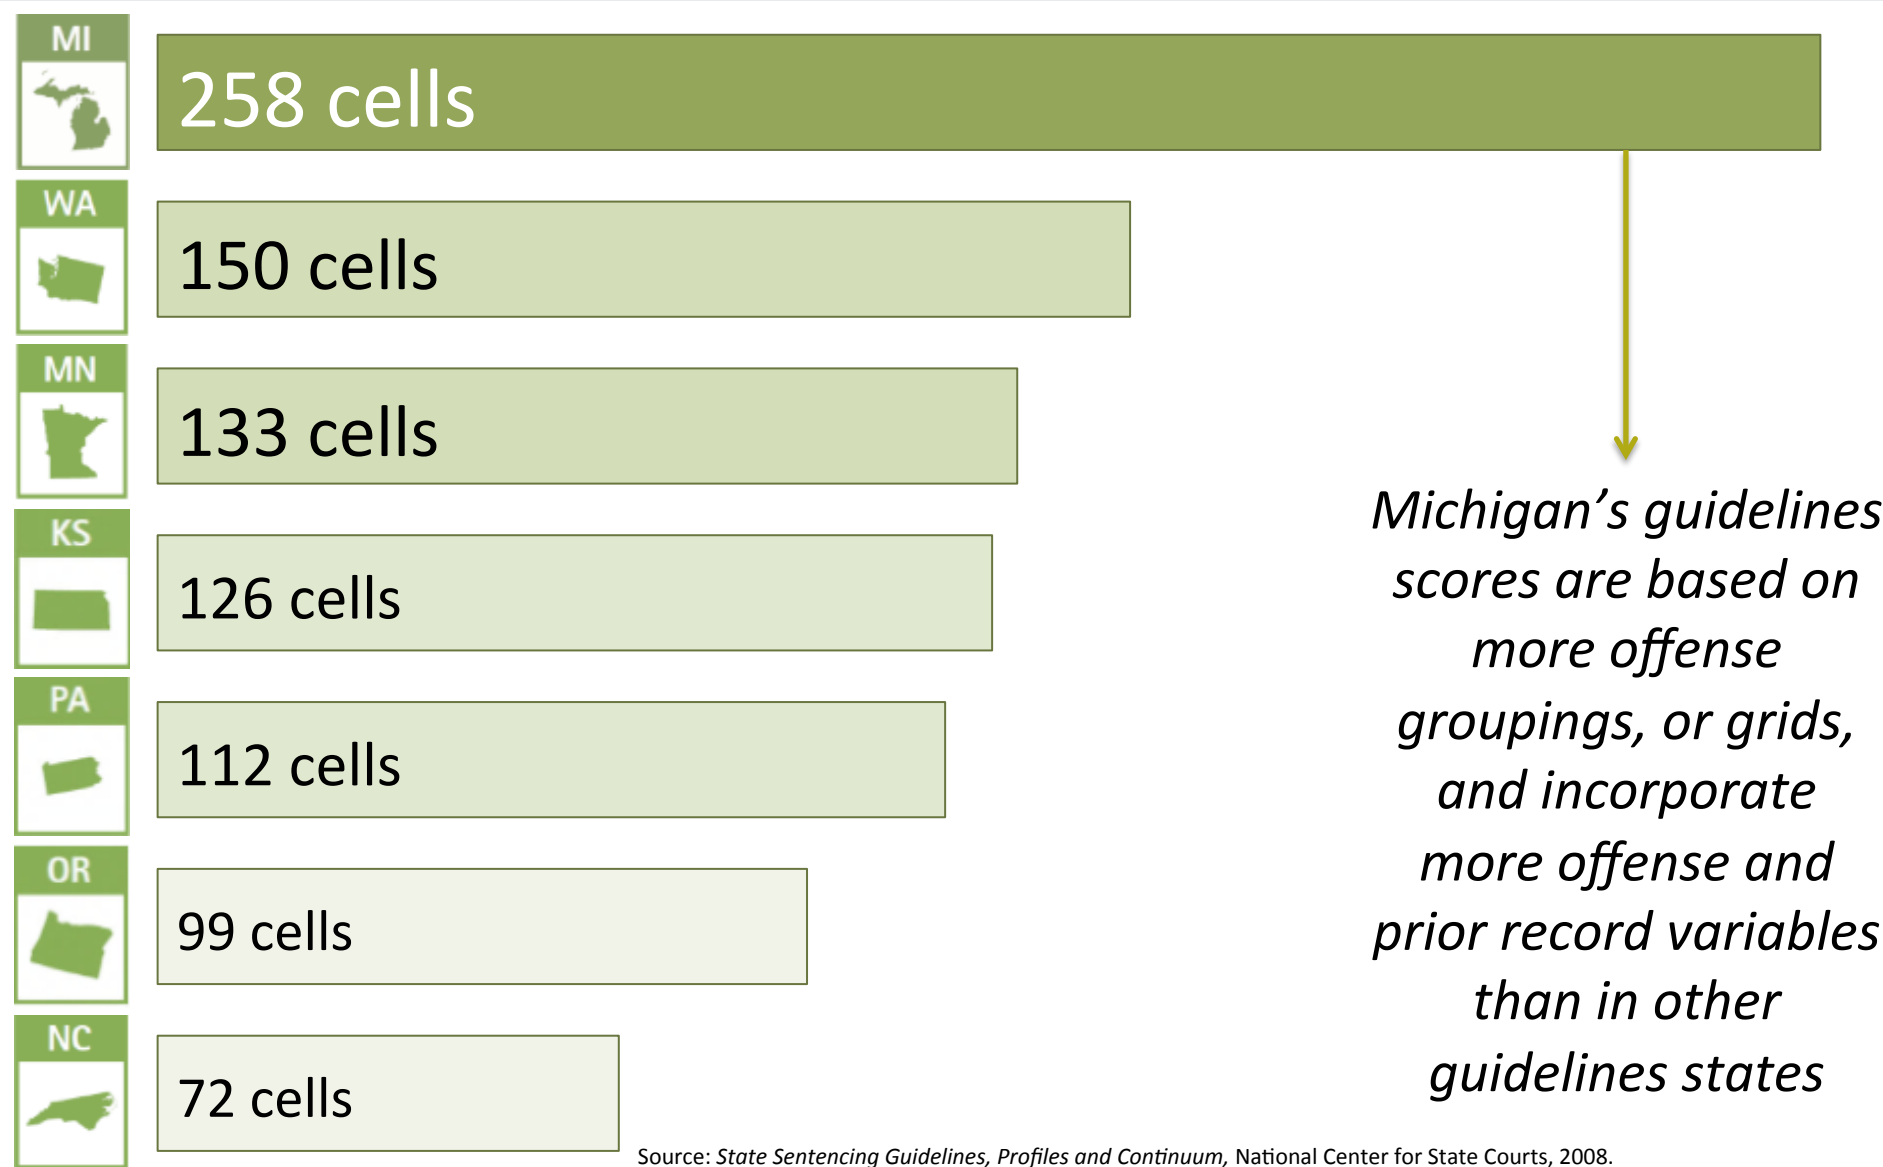 MI
258 cells
WA
150 cells
MN
133 cells
KS
126 cells
PA
112 cells
OR
99 cells
NC
72 cells
Michigan’s guidelines
scores are based on
more offense
groupings, or grids,
and incorporate
more offense and
prior record variables
than in other
guidelines states
Source: State Sentencing Guidelines, Profiles and Continuum, National Center for State Courts, 2008.